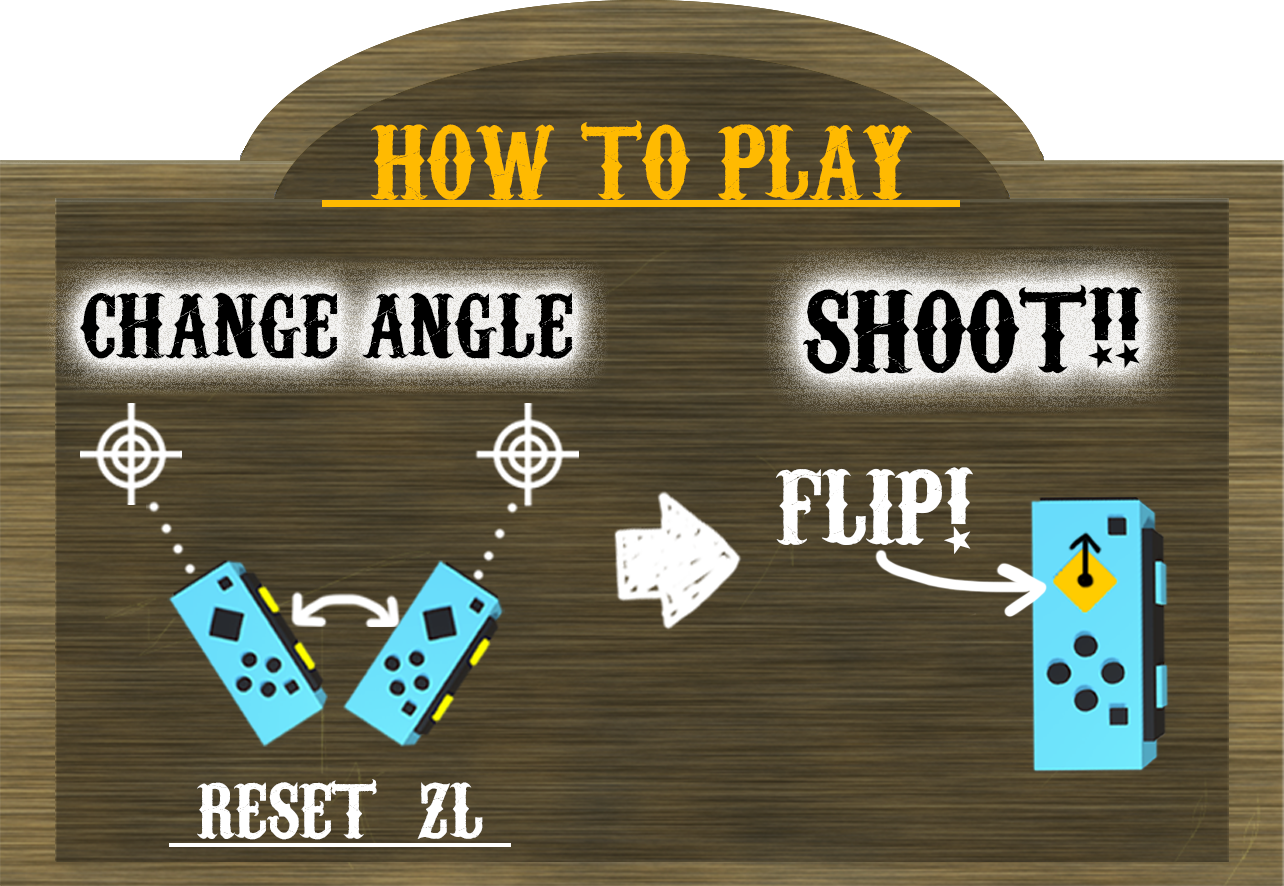 HOW TO PLAY
CHANGE ANGLE
SHOOT!!
FLIP!
RESET ZL